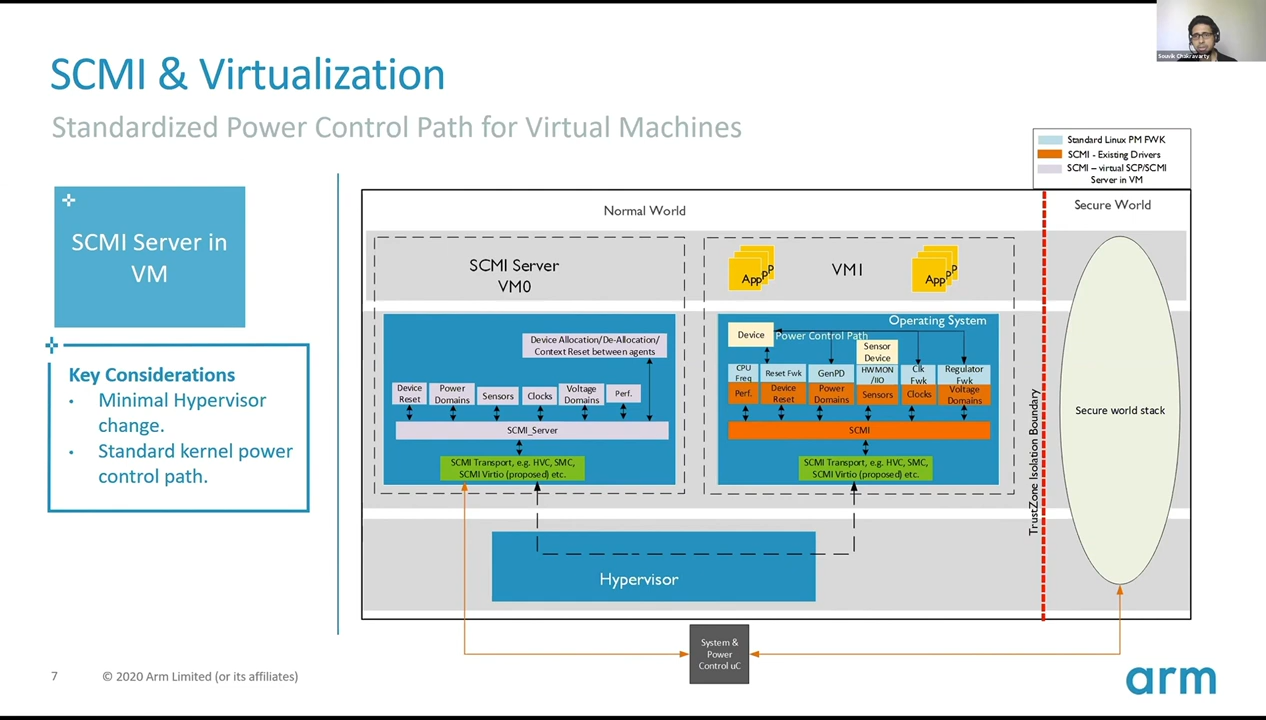 SCMI & Virtualization
Standardized Power Control Path for Virtual Machines
Souvik Chakravarty
Standard Linux PM FWK
SCMI - Existing Drivers
SCMI – virtual SCP/SCMI
Server in VM
SCMI Server in
VM
Key Considerations
• Minimal Hypervisor
change.
• Standard kernel power
control path.
Normal World
Secure World
SCMI Server
VM0
Device Allocation/De-Allocation/
Context Reset between agents
Device
Reset
Power
Domains
Sensors
Clocks
Voltage
Domains
Perf.
SCMI_Server
SCMI Transport, e.g. HVC, SMC,
SCMI Virtio (proposed) etc.
App
P
P
VM1
App
P
P
Operating System
Device
Power Control Path
Sensor
Device
CPU
Freq
Reset Fwk
GenPD
HWMON
/IIO
Clk
Fwk
Regulator
Fwk
Perf.
Device
Reset
Power
Domains
Sensors
Clocks
Voltage
Domains
SCMI
SCMI Transport, e.g. HVC, SMC,
SCMI Virtio (proposed) etc.
TrustZone Isolation Boundary
Secure world stack
Hypervisor
System &
Power
Control uC
7
© 2020 Arm Limited (or its affiliates)
arm